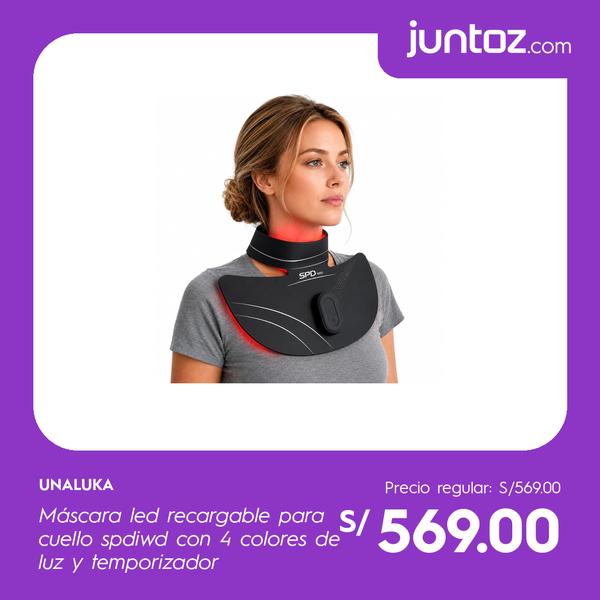 juntoz.com
SPD
UNALUKA
Precio regular: S/569.00
Máscara led recargable para
cuello spdiwd con 4 colores de
luz y temporizador
S/ 569.00